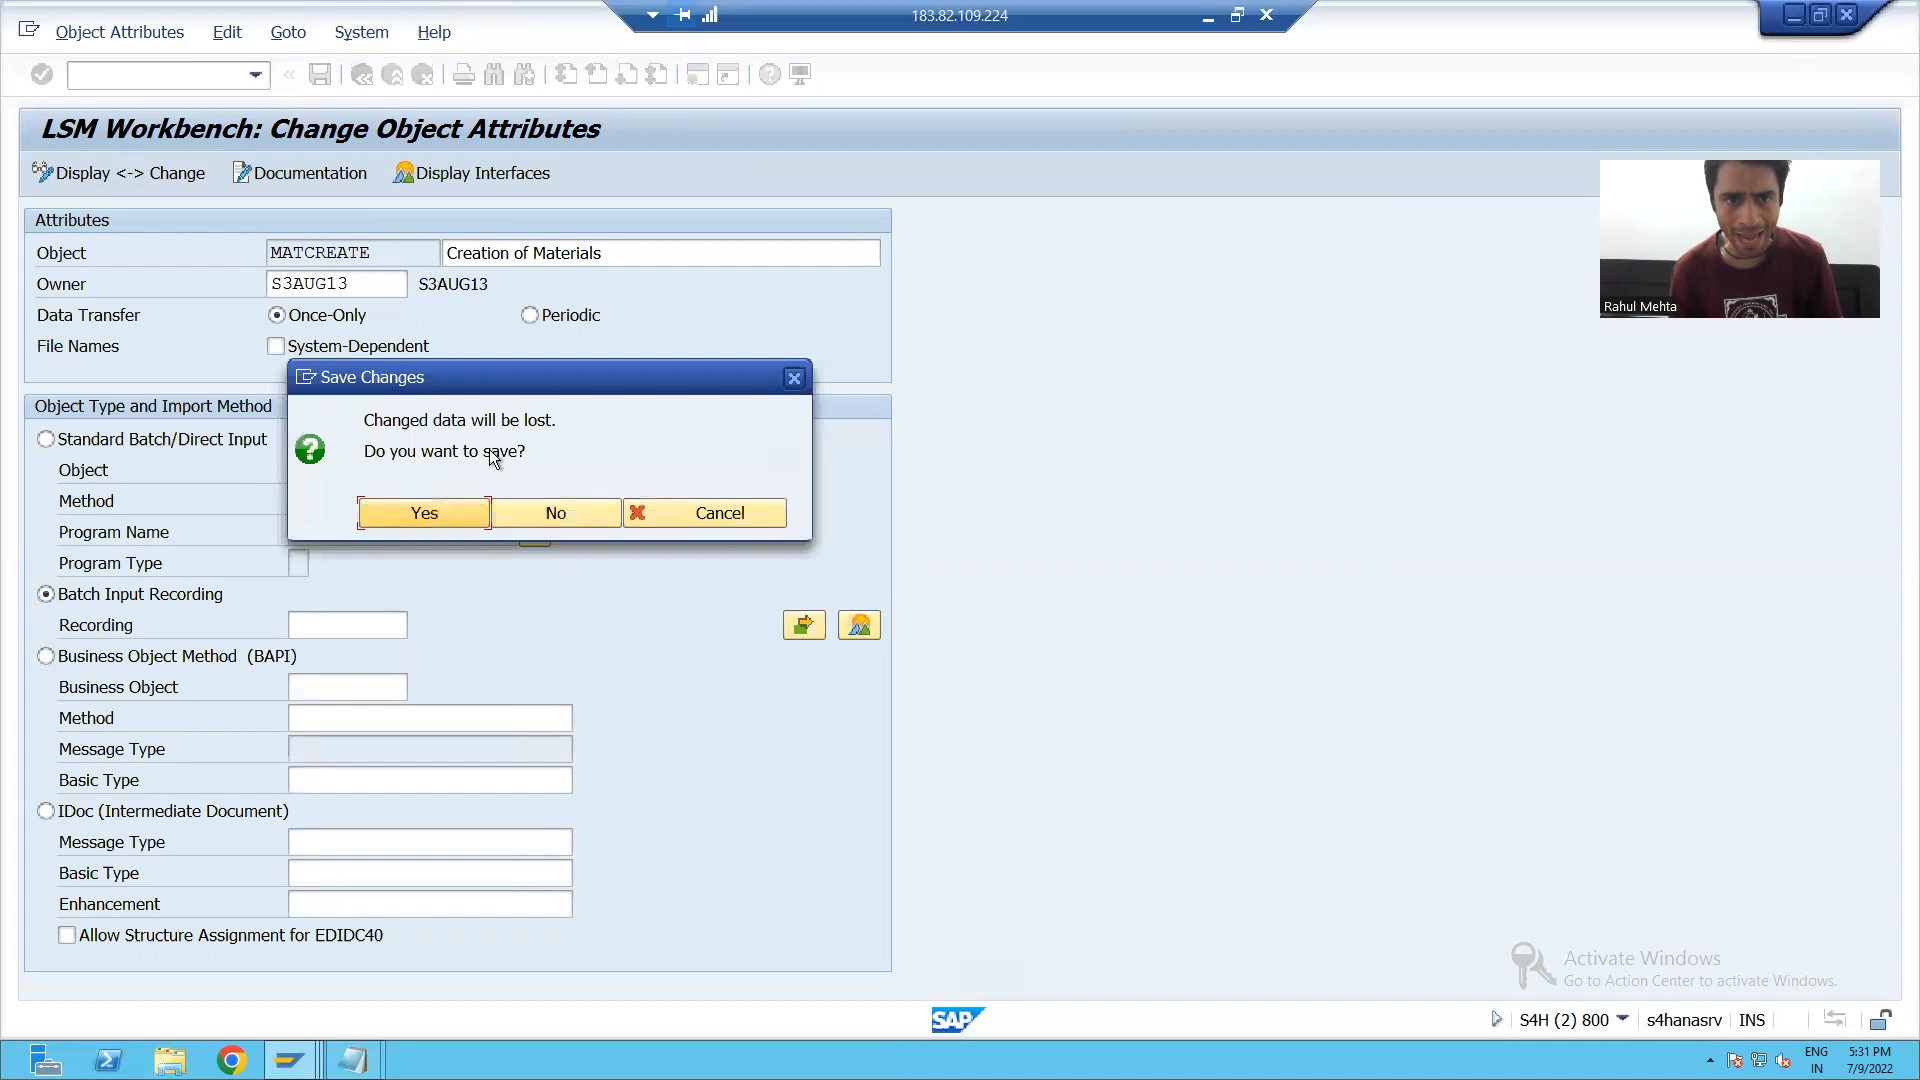 183.82.109.224
Object Attributes Edit Goto System Help
LSM Workbench: Change Object Attributes
Display <-> Change Documentation Display Interfaces
Attributes
Object MATCREATE Creation of Materials
Owner S3AUG13 S3AUG13
Data Transfer Once-Only Periodic
File Names System-Dependent
Rahul Mehta
Save Changes
Changed data will be lost.
Do you want to save?
Yes No Cancel
Object Type and Import Method
Standard Batch/Direct Input
Object
Method
Program Name
Program Type
Batch Input Recording
Recording
Business Object Method (BAPI)
Business Object
Method
Message Type
Basic Type
IDoc (Intermediate Document)
Message Type
Basic Type
Enhancement
Allow Structure Assignment for EDIDC40
Activate Windows
Go to Action Center to activate Windows.
SAP
S4H (2) 800 s4hanasrv INS
ENG 5:31 PM
IN 7/9/2022